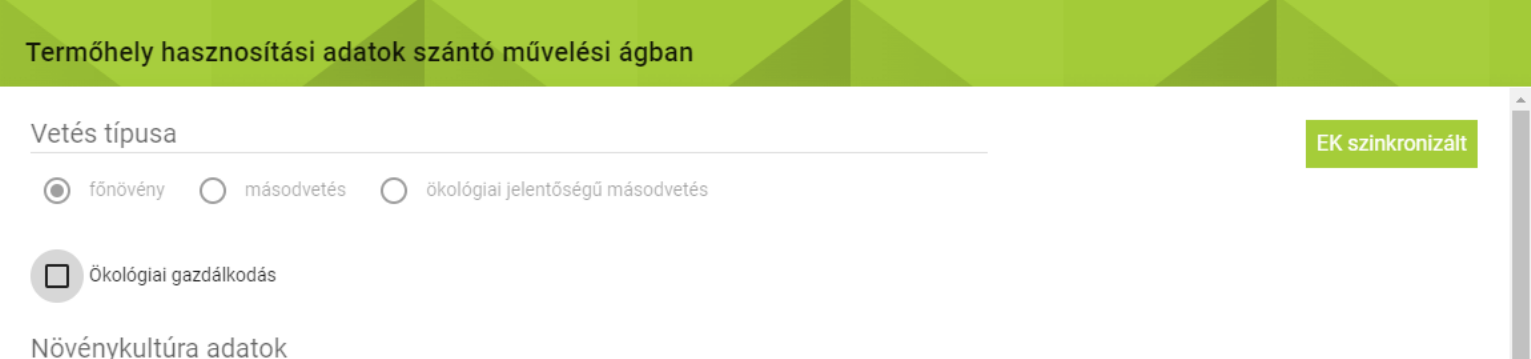 Termőhely hasznosítási adatok szántó művelési ágban
Vetés típusa
EK szinkronizált
főnövény másodvetés ökológiai jelentőségű másodvetés
Ökológiai gazdálkodás
Növénykultúra adatok